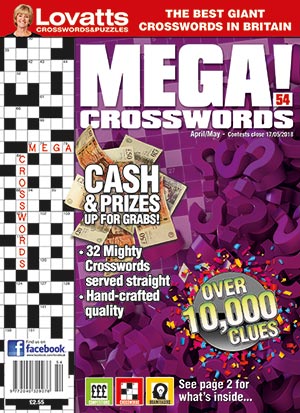 Lovatts
CROSSWORDS&PUZZLES
THE BEST GIANT
CROSSWORDS IN BRITAIN
MEGA!
54
CROSSWORDS
April/May • Contests close 17/05/2018
MEGA
CROSSWORDS
CASH
& PRIZES
UP FOR GRABS!
• 32 Mighty
Crosswords
served straight
• Hand-crafted
quality
OVER
10,000
CLUES
Find us on
facebook
£2.55
£££
CROSSWORD
See page 2 for
what's inside...